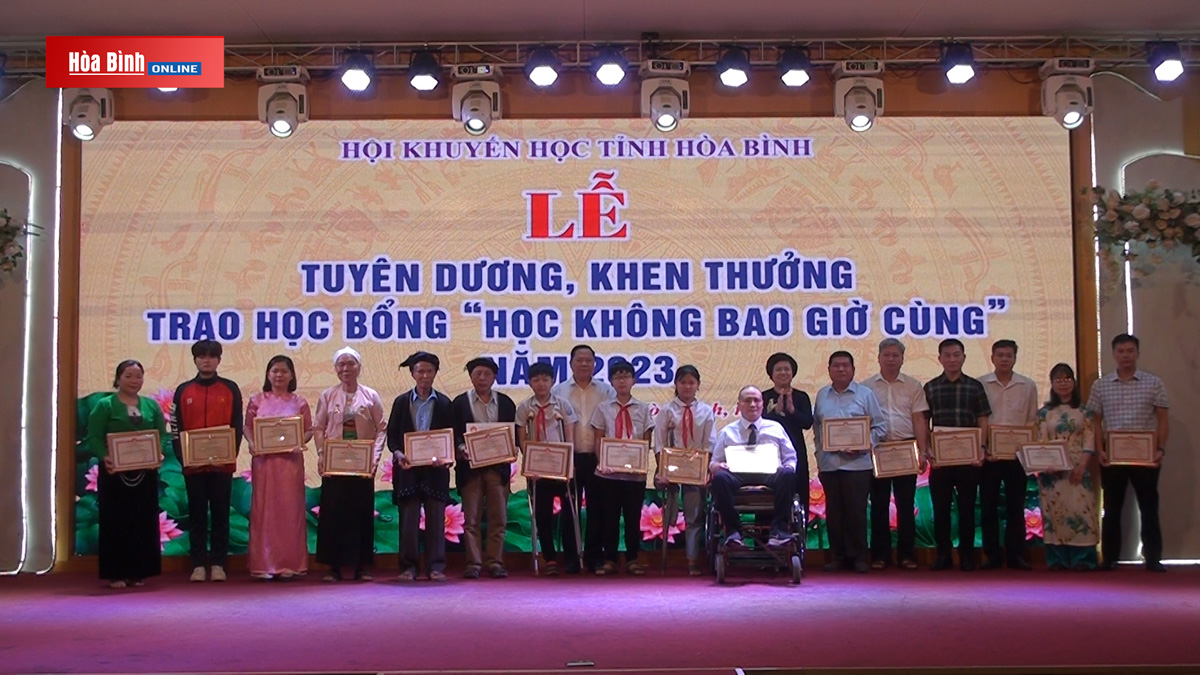 Hòa Bình
ONLINE
HỘI KHUYẾN HỌC TỈNH HÒA BÌNH
LỄ
TUYÊN DƯƠNG, KHEN THƯỞNG
TRAO HỌC BỔNG “HỌC KHÔNG BAO GIỜ CÙNG”
NĂM 2023